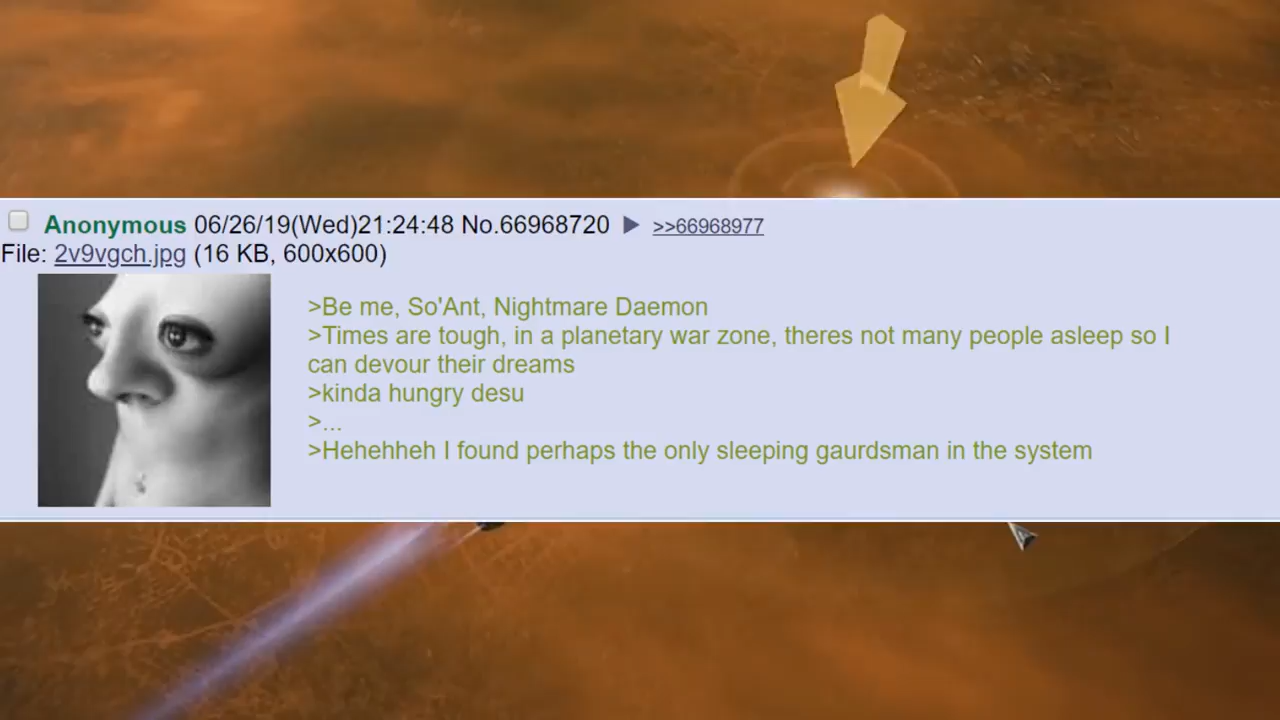 Anonymous 06/26/19(Wed)21:24:48 No.66968720 ▶ >>66968977
File: 2v9vgch.jpg (16 KB, 600x600)
>Be me, So'Ant, Nightmare Daemon
>Times are tough, in a planetary war zone, theres not many people asleep so I
can devour their dreams
>kinda hungry desu
>...
>Hehehheh I found perhaps the only sleeping gaurdsman in the system